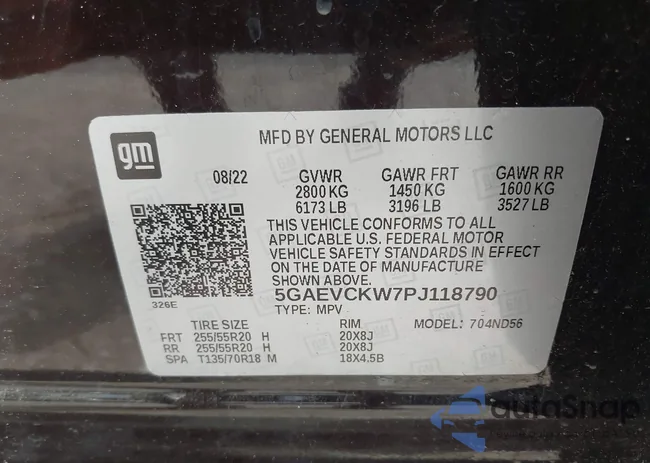 gm
MFD BY GENERAL MOTORS LLC
08/22 GVWR GAWR FRT GAWR RR
2800 KG 1450 KG 1600 KG
6173 LB 3196 LB 3527 LB
THIS VEHICLE CONFORMS TO ALL
APPLICABLE U.S. FEDERAL MOTOR
VEHICLE SAFETY STANDARDS IN EFFECT
ON THE DATE OF MANUFACTURE
SHOWN ABOVE.
326E
5GAEVCKW7PJ118790
TYPE: MPV
TIRE SIZE RIM MODEL: 704ND56
FRT 255/55R20 H 20X8J
RR 255/55R20 H 20X8J
SPA T135/70R18 M 18X4.5B
autoSnap